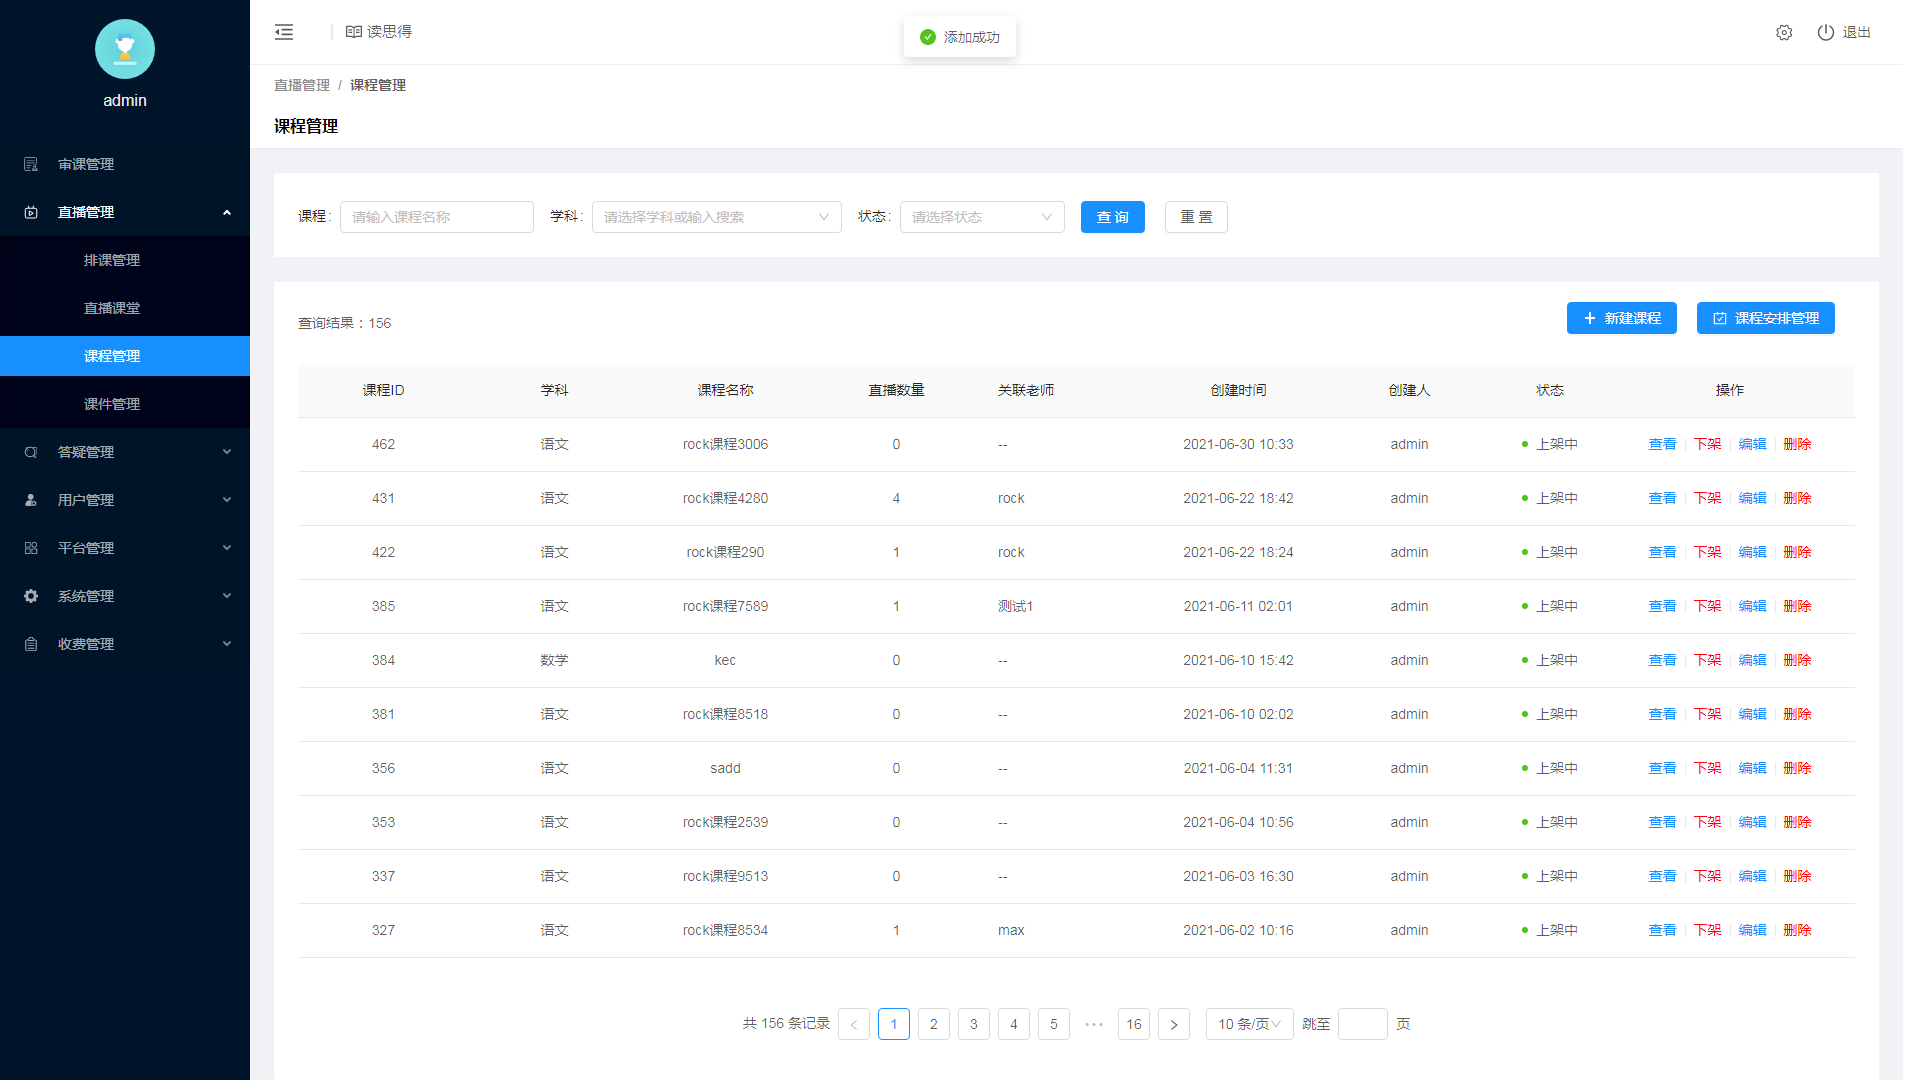 admin
审课管理
直播管理
排课管理
直播课堂
课程管理
课件管理
答疑管理
用户管理
平台管理
系统管理
收费管理
读思得
添加成功
退出
直播管理 / 课程管理
课程管理
课程: 请输入课程名称 学科: 请选择学科或输入搜索 状态: 请选择状态 查 询 重 置
查询结果：156 新建课程 课程安排管理
课程ID 学科 课程名称 直播数量 关联老师 创建时间 创建人 状态 操作
462 语文 rock课程3006 0 -- 2021-06-30 10:33 admin 上架中 查看 下架 编辑 删除
431 语文 rock课程4280 4 rock 2021-06-22 18:42 admin 上架中 查看 下架 编辑 删除
422 语文 rock课程290 1 rock 2021-06-22 18:24 admin 上架中 查看 下架 编辑 删除
385 语文 rock课程7589 1 测试1 2021-06-11 02:01 admin 上架中 查看 下架 编辑 删除
384 数学 kec 0 -- 2021-06-10 15:42 admin 上架中 查看 下架 编辑 删除
381 语文 rock课程8518 0 -- 2021-06-10 02:02 admin 上架中 查看 下架 编辑 删除
356 语文 sadd 0 -- 2021-06-04 11:31 admin 上架中 查看 下架 编辑 删除
353 语文 rock课程2539 0 -- 2021-06-04 10:56 admin 上架中 查看 下架 编辑 删除
337 语文 rock课程9513 0 -- 2021-06-03 16:30 admin 上架中 查看 下架 编辑 删除
327 语文 rock课程8534 1 max 2021-06-02 10:16 admin 上架中 查看 下架 编辑 删除
共 156 条记录 < 1 2 3 4 5 ••• 16 > 10 条/页 跳至 页